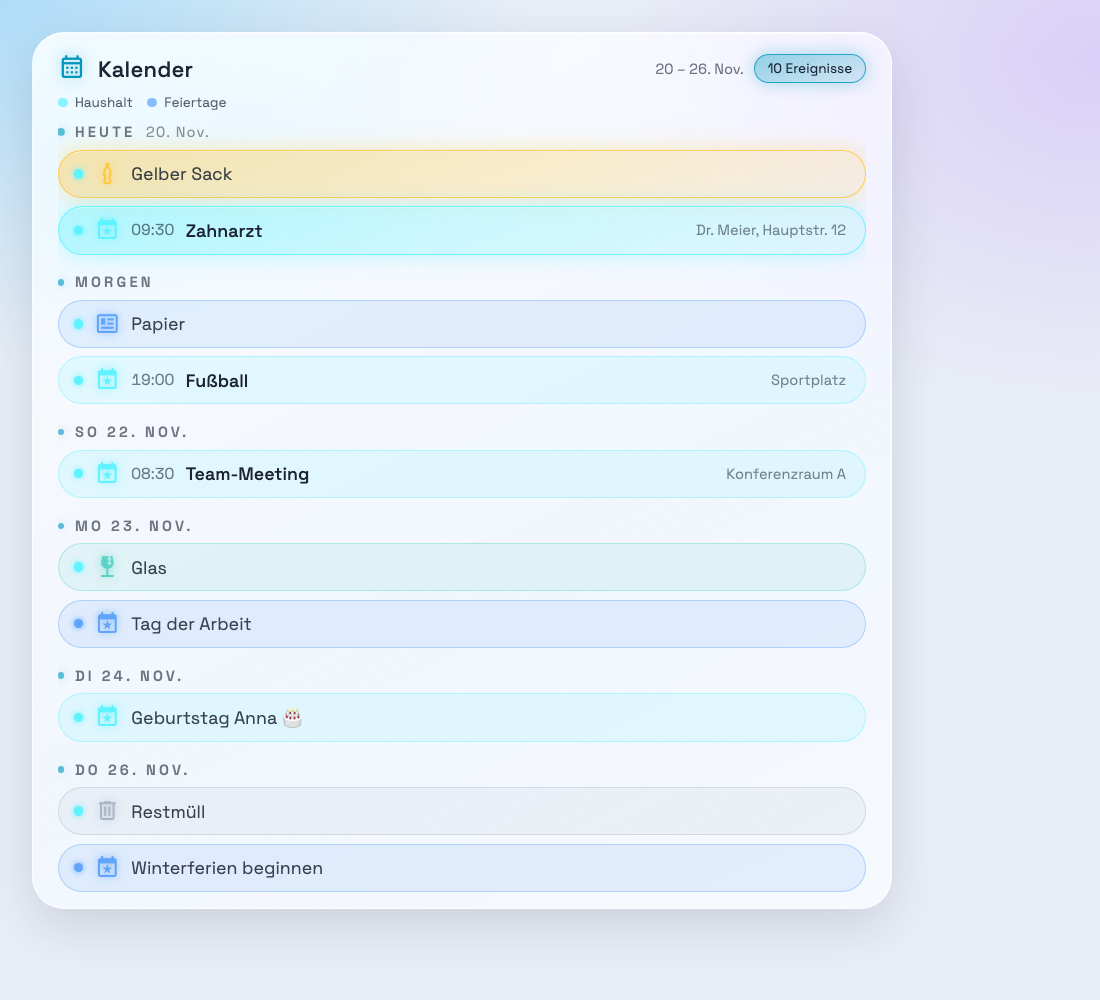 Kalender
20 – 26. Nov.
10 Ereignisse
Haushalt
Feiertage
HEUTE 20. Nov.
Gelber Sack
09:30 Zahnarzt Dr. Meier, Hauptstr. 12
MORGEN
Papier
19:00 Fußball Sportplatz
SO 22. NOV.
08:30 Team-Meeting Konferenzraum A
MO 23. NOV.
Glas
Tag der Arbeit
DI 24. NOV.
Geburtstag Anna 🎂
DO 26. NOV.
Restmüll
Winterferien beginnen